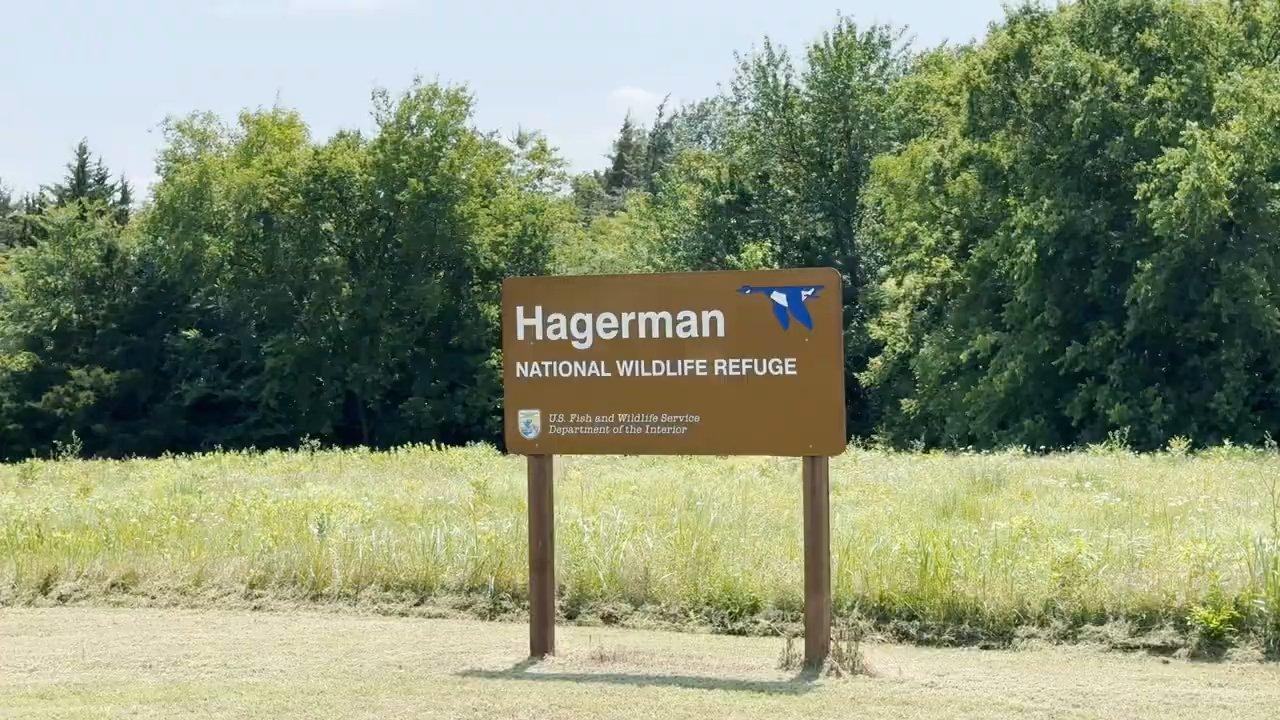 Hagerman
NATIONAL WILDLIFE REFUGE
U.S. Fish and Wildlife Service
Department of the Interior